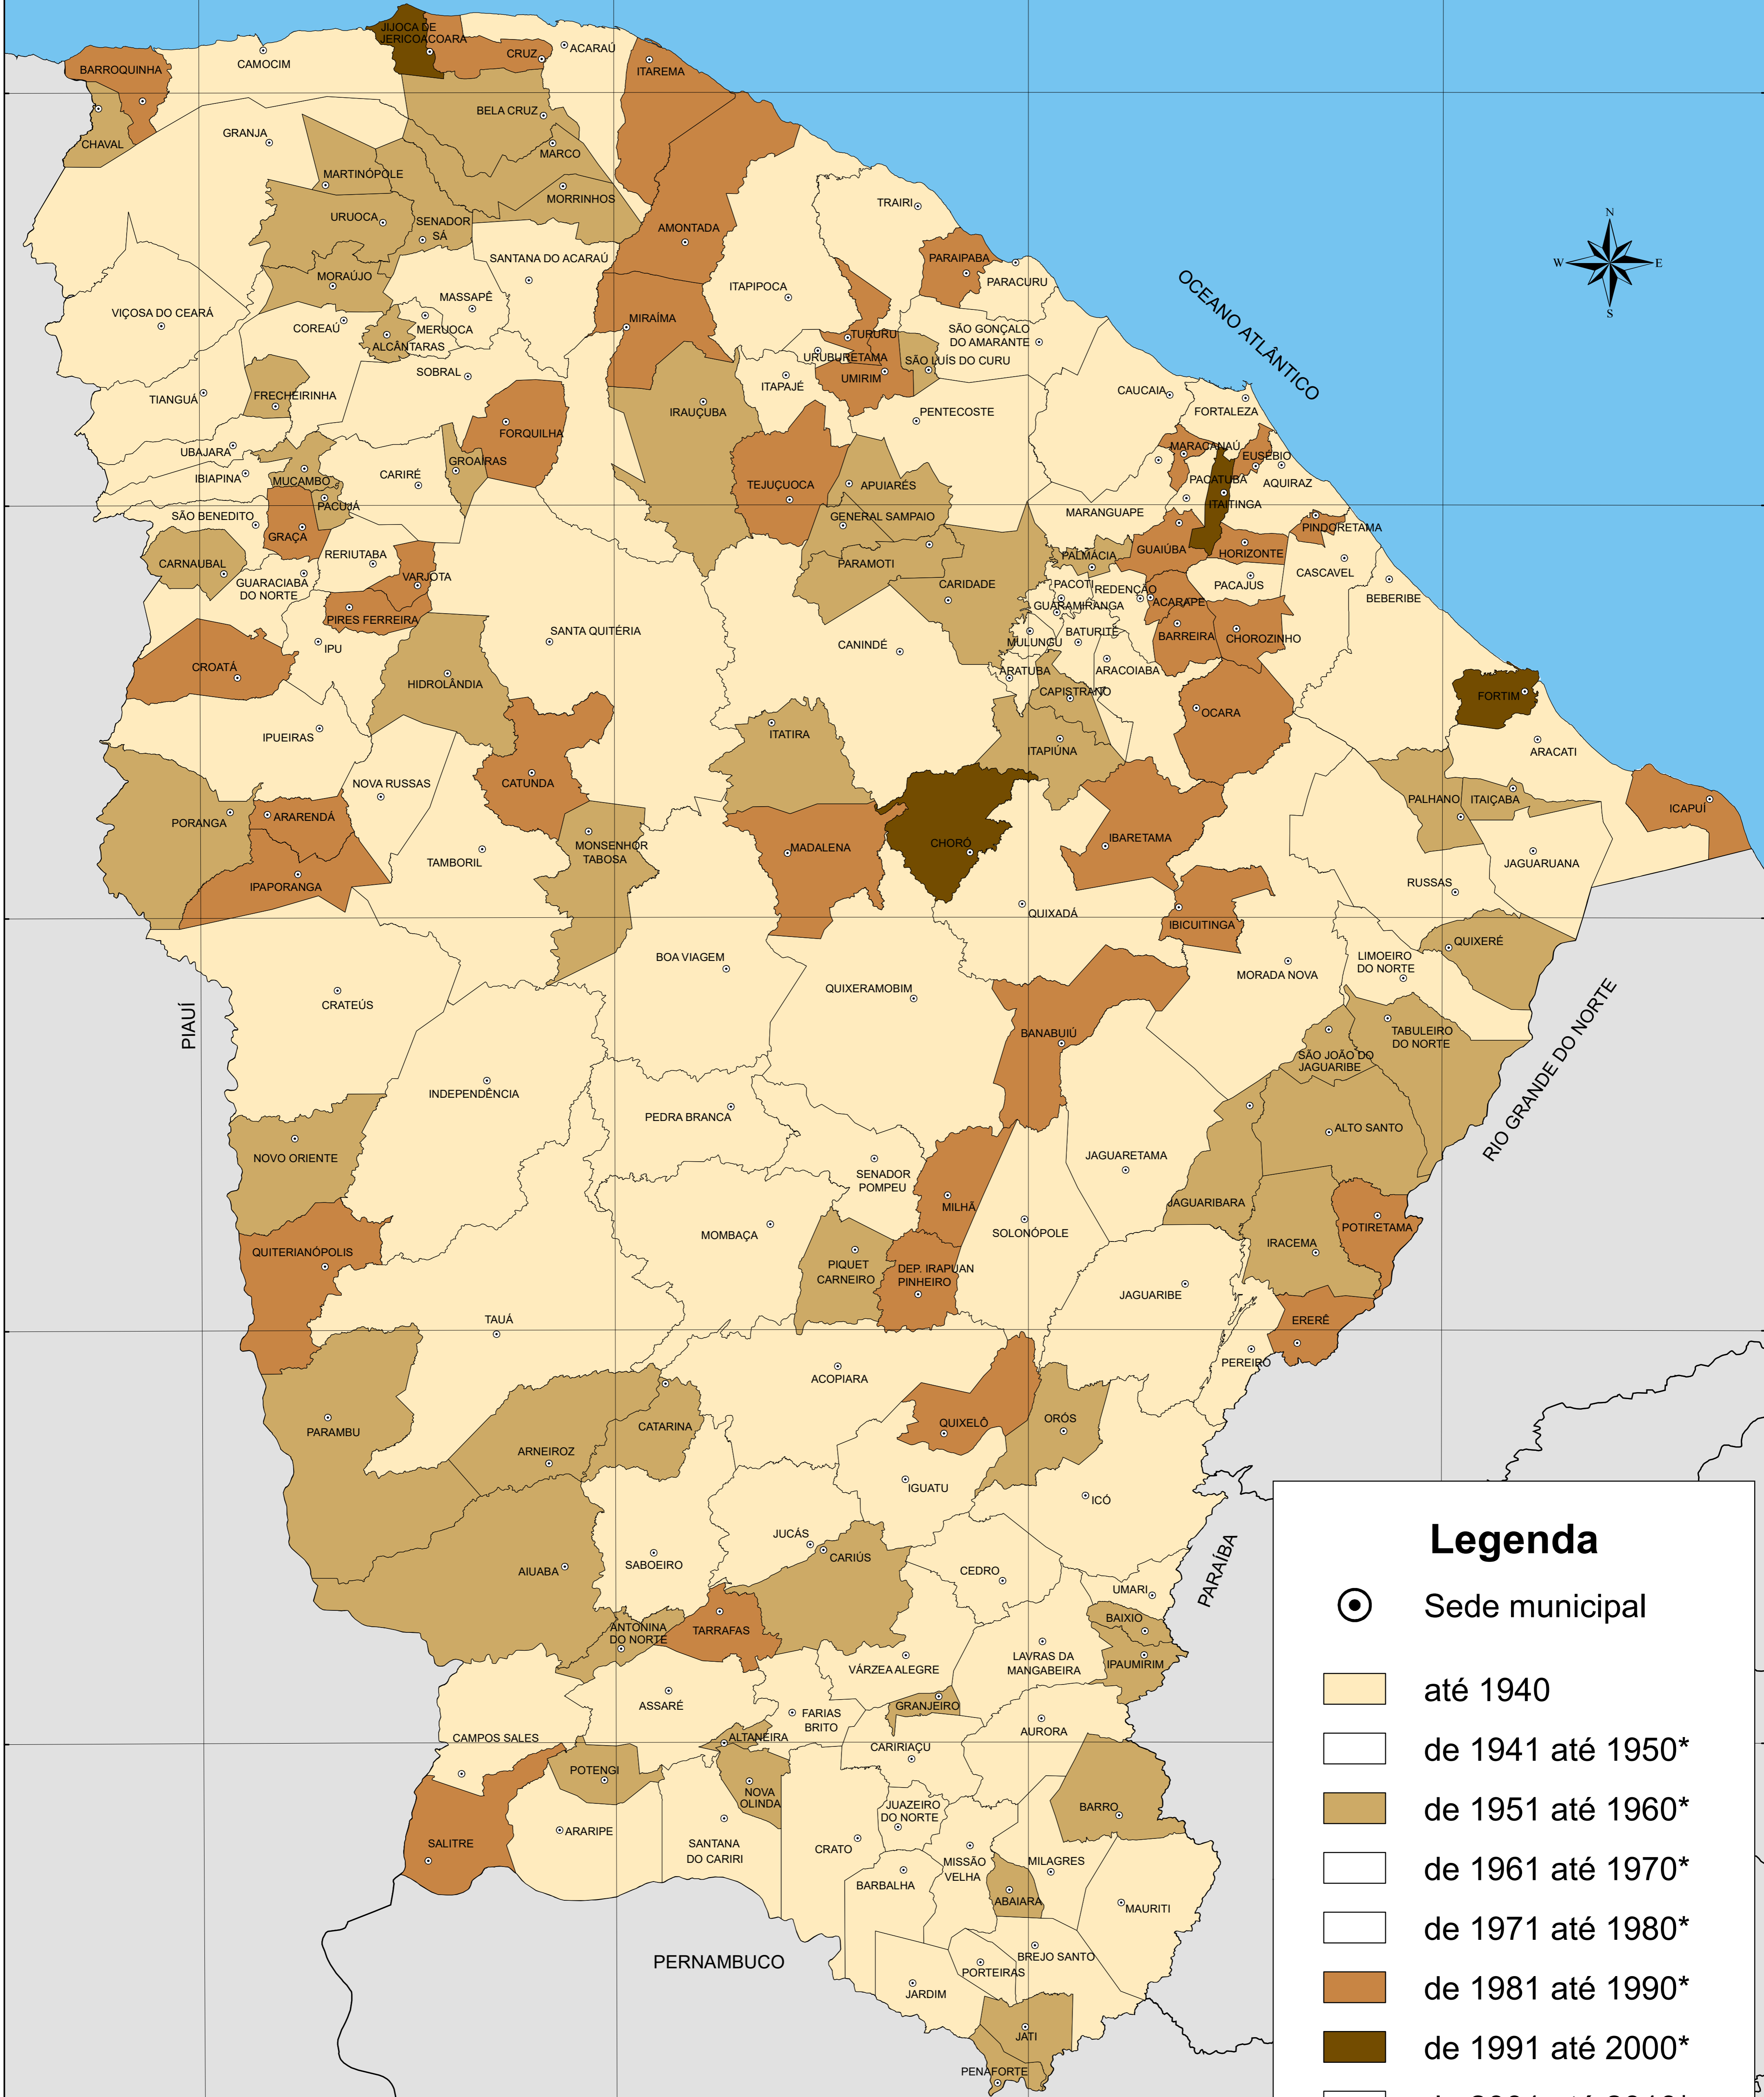 JIJOCA DE
JERICOACOARA
CRUZ
ACARAÚ
BARROQUINHA
CAMOCIM
ITAREMA
BELA CRUZ
CHAVAL
GRANJA
MARCO
MARTINÓPOLE
MORRINHOS
TRAIRI
URUOCA
SENADOR
SÁ
AMONTADA
N
W
E
S
SANTANA DO ACARAÚ
PARAIPABA
PARACURU
MORAÚJO
ITAPIPOCA
OCEANO ATLÂNTICO
VIÇOSA DO CEARÁ
MASSAPÊ
MIRAÍMA
COREAÚ
MERUOCA
TURURU
SÃO GONÇALO
DO AMARANTE
ALCÂNTARAS
URUBURETAMA
SÃO LUÍS DO CURU
SOBRAL
ITAPAJÉ
UMIRIM
CAUCAIA
TIANGUÁ
FRECHEIRINHA
IRAUÇUBA
PENTECOSTE
FORTALEZA
FORQUILHA
UBAJARA
MARACANAÚ
EUSÉBIO
GROAÍRAS
IBIAPINA
MUCAMBO
CARIRÉ
TEJUÇUOCA
APUIARÉS
PACATUBA
AQUIRAZ
PACUJÁ
ITAITINGA
SÃO BENEDITO
GENERAL SAMPAIO
MARANGUAPE
PINDORETAMA
GRAÇA
RERIUTABA
CARNAUBAL
PARAMOTI
PALMÁCIA
GUAIÚBA
HORIZONTE
VARJOTA
GUARACIABA
DO NORTE
CARIDADE
PACOTI
REDENÇÃO
PACAJUS
CASCAVEL
BEBERIBE
GUARAMIRANGA
ACARAPE
PIRES FERREIRA
SANTA QUITÉRIA
IPU
CANINDÉ
MULUNGU
BATURITÉ
BARREIRA
CHOROZINHO
CROATÁ
ARATUBA
ARACOIABA
HIDROLÂNDIA
CAPISTRANO
FORTIM
OCARA
IPUEIRAS
ITATIRA
ITAPIÚNA
ARACATI
NOVA RUSSAS
CATUNDA
PALHANO
ITAIÇABA
ICAPUÍ
PORANGA
ARARENDÁ
MONSENHOR
TABOSA
MADALENA
CHORÓ
IBARETAMA
TAMBORIL
JAGUARUANA
IPAPORANGA
RUSSAS
QUIXADÁ
IBICUITINGA
QUIXERÉ
BOA VIAGEM
LIMOEIRO
DO NORTE
MORADA NOVA
QUIXERAMOBIM
CRATEÚS
PIAUÍ
BANABUIÚ
TABULEIRO
DO NORTE
SÃO JOÃO DO
JAGUARIBE
RIO GRANDE DO NORTE
INDEPENDÊNCIA
PEDRA BRANCA
ALTO SANTO
NOVO ORIENTE
JAGUARETAMA
SENADOR
POMPEU
JAGUARIBARA
MILHÃ
POTIRETAMA
MOMBAÇA
SOLONÓPOLE
IRACEMA
QUITERIANÓPOLIS
PIQUET
CARNEIRO
DEP. IRAPUAN
PINHEIRO
JAGUARIBE
TAUÁ
ERERÊ
PEREIRO
ACOPIARA
QUIXELÔ
ORÓS
PARAMBU
CATARINA
ARNEIROZ
IGUATU
ICÓ
JUCÁS
CARIÚS
AIUABA
SABOEIRO
CEDRO
UMARI
PARAÍBA
BAIXIO
ANTONINA
DO NORTE
TARRAFAS
LAVRAS DA
MANGABEIRA
IPAUMIRIM
VÁRZEA ALEGRE
ASSARÉ
GRANJEIRO
FARIAS
BRITO
AURORA
CAMPOS SALES
ALTANEIRA
CARIRIAÇU
POTENGI
NOVA
OLINDA
JUAZEIRO
DO NORTE
BARRO
ARARIPE
SALITRE
SANTANA
DO CARIRI
CRATO
MISSÃO
VELHA
MILAGRES
BARBALHA
ABAIARA
MAURITI
BREJO SANTO
PERNAMBUCO
PORTEIRAS
JARDIM
JATI
PENAFORTE
Legenda
Sede municipal
até 1940
de 1941 até 1950*
de 1951 até 1960*
de 1961 até 1970*
de 1971 até 1980*
de 1981 até 1990*
de 1991 até 2000*